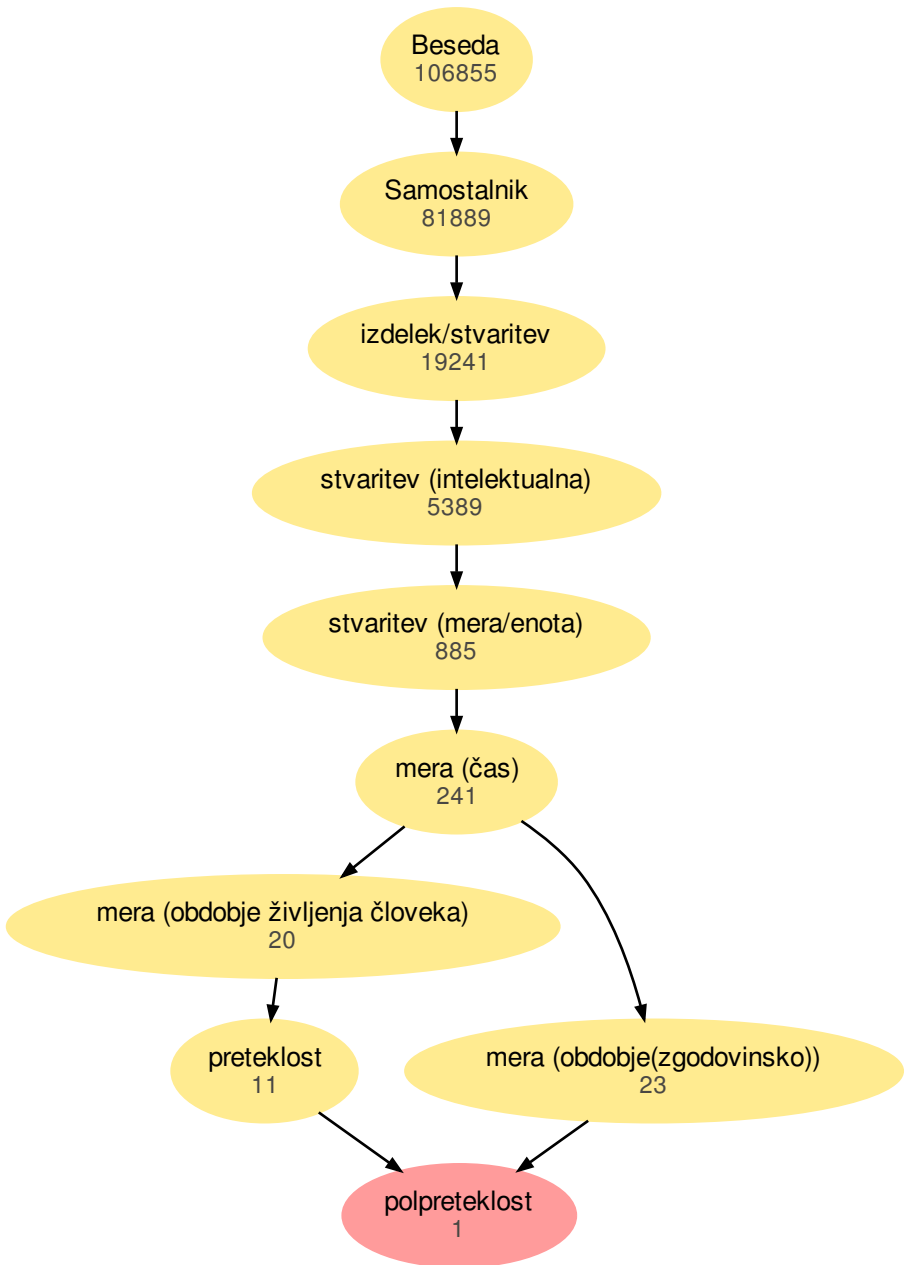 Beseda
106855
Samostalnik
81889
izdelek/stvaritev
19241
stvaritev (intelektualna)
5389
stvaritev (mera/enota)
885
mera (čas)
241
mera (obdobje življenja človeka)
20
preteklost
11
mera (obdobje(zgodovinsko))
23
polpreteklost
1